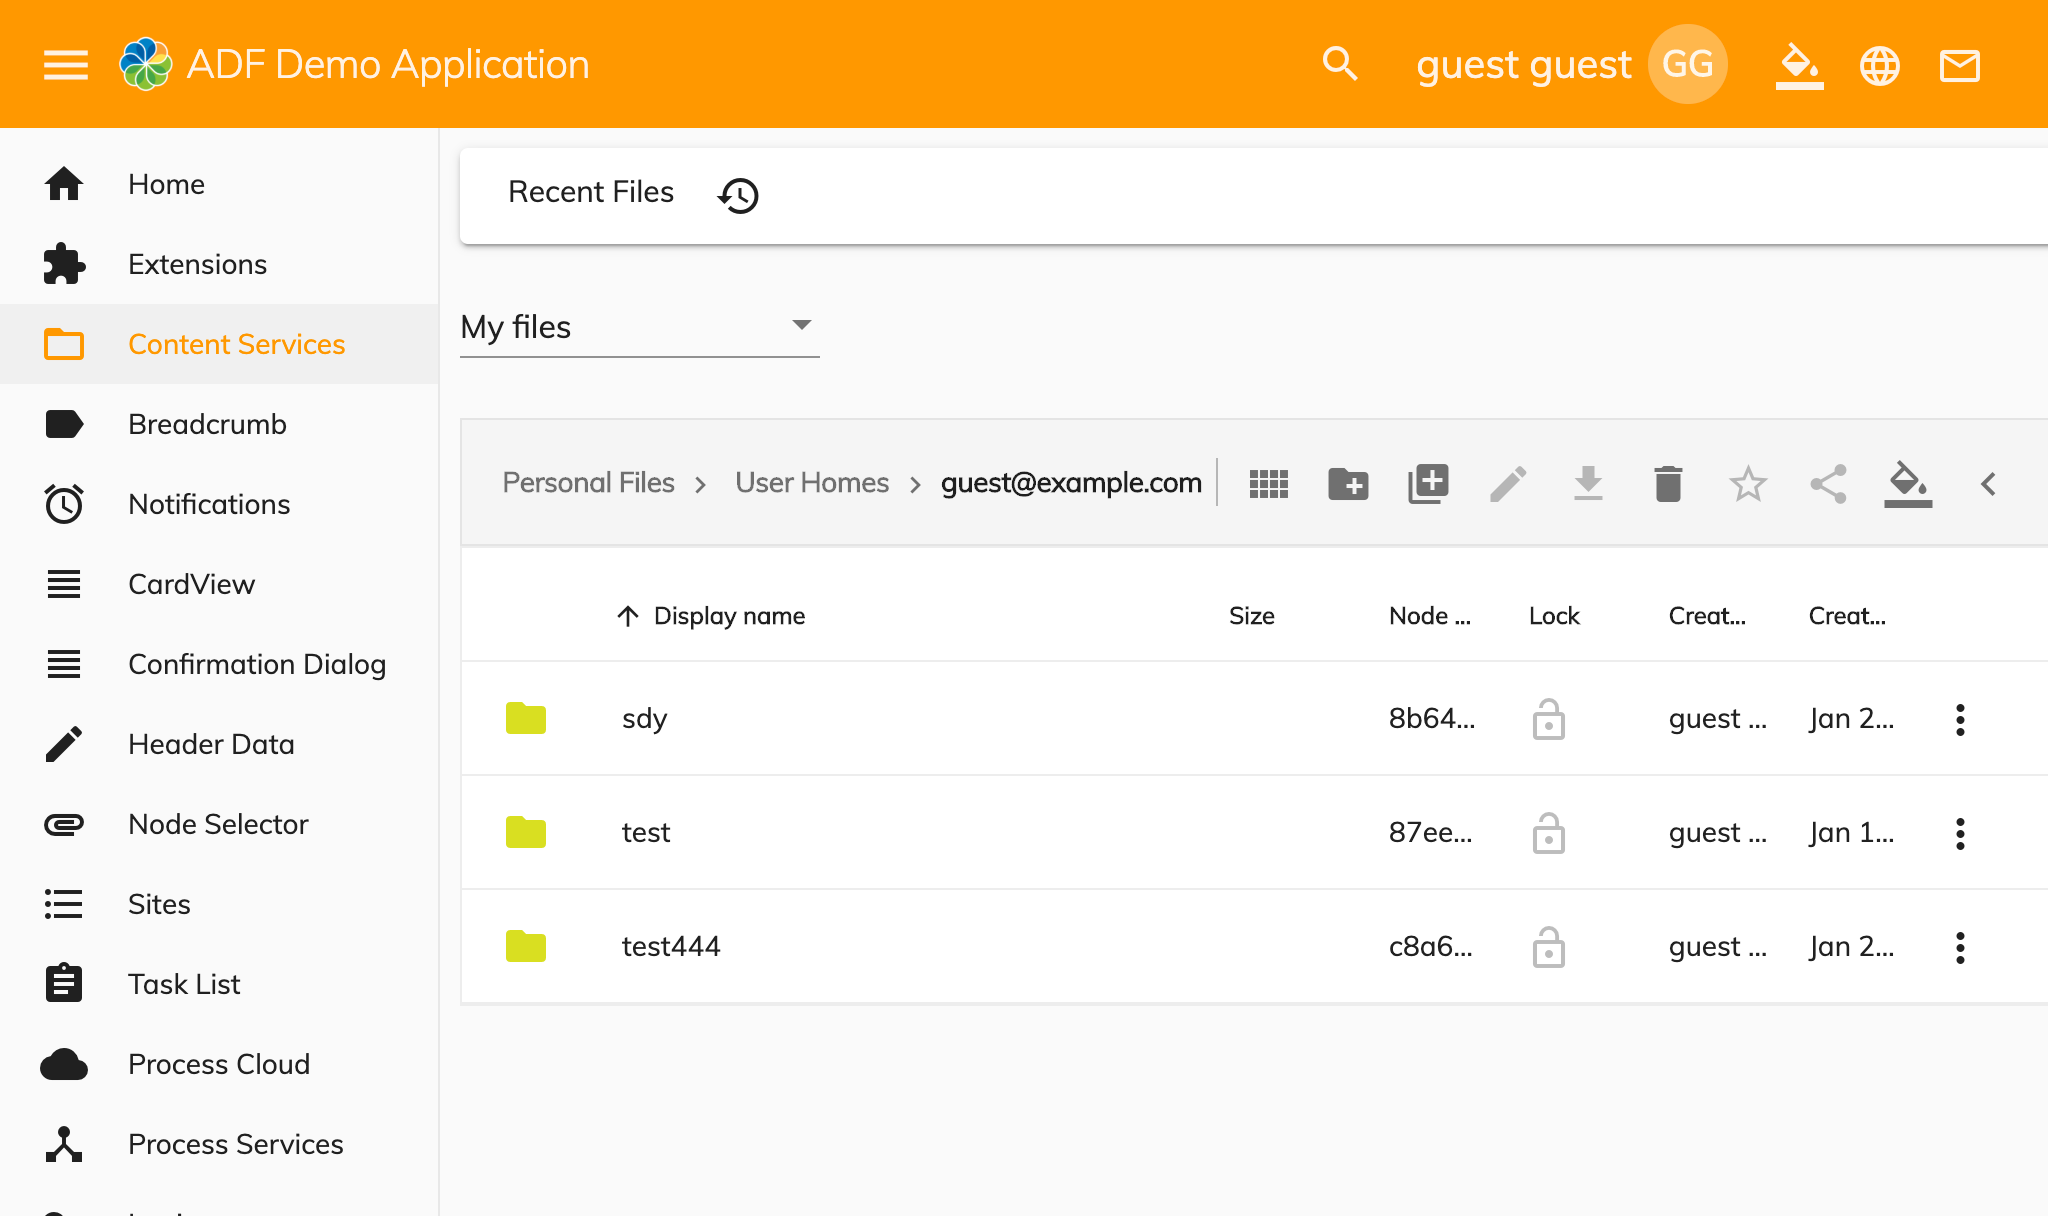 ADF Demo Application
guest guest GG
Home
Extensions
Content Services
Breadcrumb
Notifications
CardView
Confirmation Dialog
Header Data
Node Selector
Sites
Task List
Process Cloud
Process Services
Recent Files
My files
Personal Files > User Homes > guest@example.com
Display name Size Node ... Lock Creat... Creat...
sdy 8b64... guest ... Jan 2...
test 87ee... guest ... Jan 1...
test444 c8a6... guest ... Jan 2...